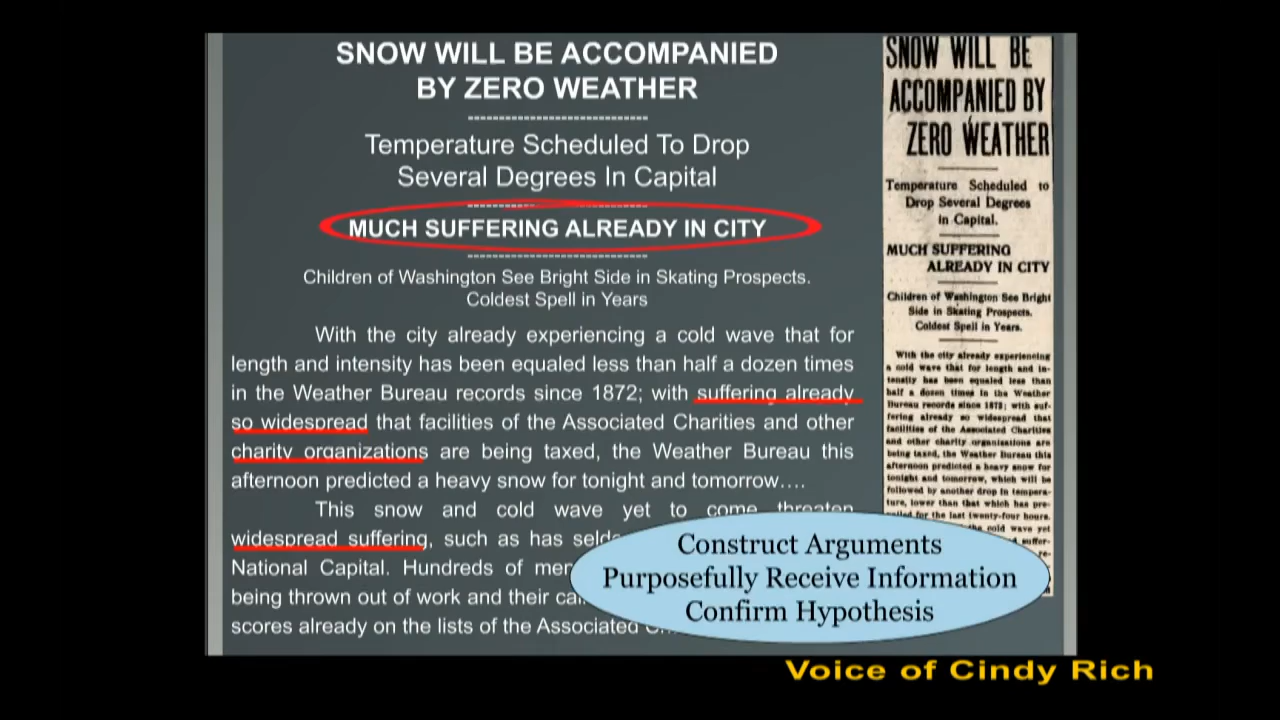 SNOW WILL BE ACCOMPANIED
BY ZERO WEATHER
-----------------------------
Temperature Scheduled To Drop
Several Degrees In Capital
-----------------------------
MUCH SUFFERING ALREADY IN CITY
-----------------------------
Children of Washington See Bright Side in Skating Prospects.
Coldest Spell in Years
With the city already experiencing a cold wave that for
length and intensity has been equaled less than half a dozen times
in the Weather Bureau records since 1872; with suffering already
so widespread that facilities of the Associated Charities and other
charity organizations are being taxed, the Weather Bureau this
afternoon predicted a heavy snow for tonight and tomorrow….
This snow and cold wave yet to come threaten
widespread suffering, such as has
National Capital. Hundreds of
being thrown out of work and their
scores already on the lists of the Associated
SNOW WILL BE
ACCOMPANIED BY
ZERO WEATHER
Temperature Scheduled to
Drop Several Degrees
in Capital.
MUCH SUFFERING
ALREADY IN CITY
Children of Washington See Bright
Side in Skating Prospects.
Coldest Spell in Years.
With the city already experiencing
a cold wave that for length and in-
tensity has been equaled less than
half a dozen times in the Weather
Bureau records since 1872; with suf-
fering already so widespread that
facilities of the Associated Charities
and other charity organizations are
being taxed, the Weather Bureau this
afternoon predicted a heavy snow for
tonight and tomorrow, which will be
followed by another drop in tempera-
ture, lower than that which has pre-
for the last twenty-four hours.
cold wave yet
Construct Arguments
Purposefully Receive Information
Confirm Hypothesis
Voice of Cindy Rich